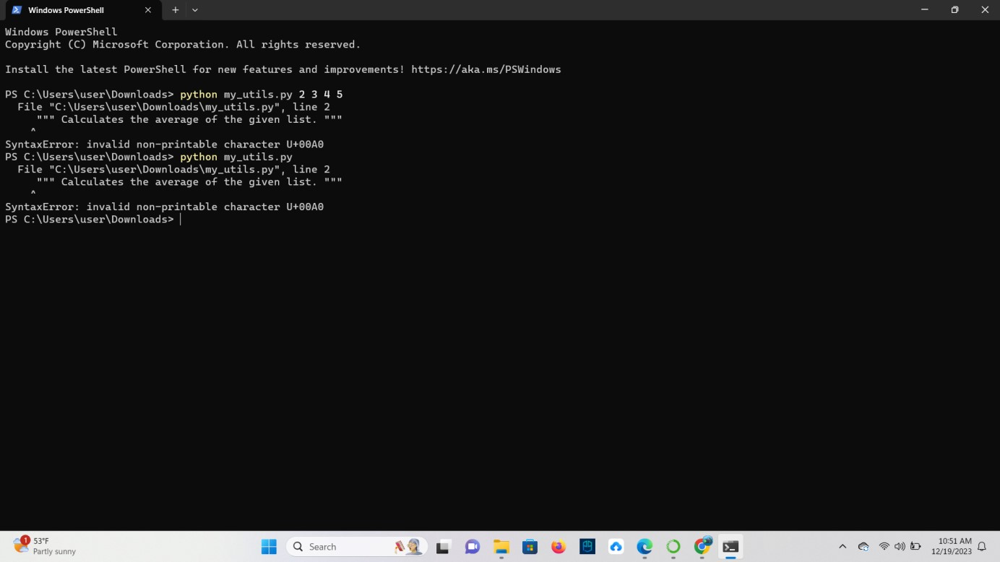 Windows PowerShell
Windows PowerShell
Copyright (C) Microsoft Corporation. All rights reserved.
Install the latest PowerShell for new features and improvements! https://aka.ms/PSWindows
PS C:\Users\user\Downloads> python my_utils.py 2 3 4 5
File "C:\Users\user\Downloads\my_utils.py", line 2
""" Calculates the average of the given list. """
^
SyntaxError: invalid non-printable character U+00A0
PS C:\Users\user\Downloads> python my_utils.py
File "C:\Users\user\Downloads\my_utils.py", line 2
""" Calculates the average of the given list. """
^
SyntaxError: invalid non-printable character U+00A0
PS C:\Users\user\Downloads>
1
53°F
Partly sunny
Search
10:51 AM
12/19/2023